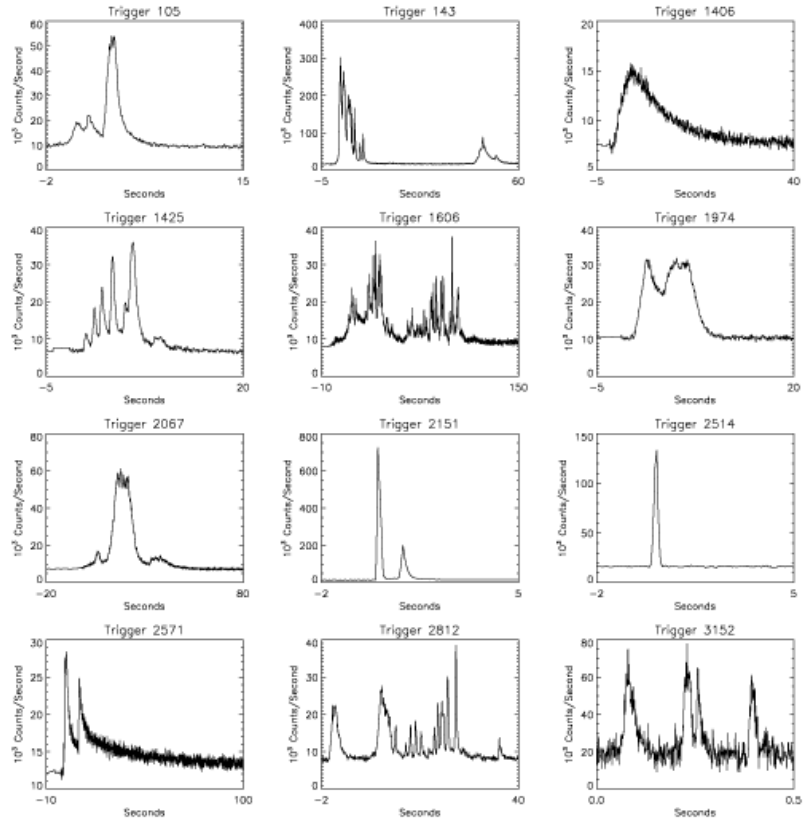 Trigger 105
10³ Counts/Second
60
50
40
30
20
10
0
-2
15
Seconds
Trigger 143
10³ Counts/Second
400
300
200
100
0
-5
60
Seconds
Trigger 1406
10³ Counts/Second
20
15
10
5
-5
40
Seconds
Trigger 1425
10³ Counts/Second
40
30
20
10
0
-5
20
Seconds
Trigger 1606
10³ Counts/Second
40
30
20
10
0
-10
150
Seconds
Trigger 1974
10³ Counts/Second
40
30
20
10
0
-5
20
Seconds
Trigger 2067
10³ Counts/Second
80
60
40
20
0
-20
80
Seconds
Trigger 2151
10³ Counts/Second
800
600
400
200
0
-2
5
Seconds
Trigger 2514
10³ Counts/Second
150
100
50
0
-2
5
Seconds
Trigger 2571
10³ Counts/Second
30
25
20
15
10
-10
100
Seconds
Trigger 2812
10³ Counts/Second
40
30
20
10
0
-2
40
Seconds
Trigger 3152
10³ Counts/Second
80
60
40
20
0
0.0
0.5
Seconds